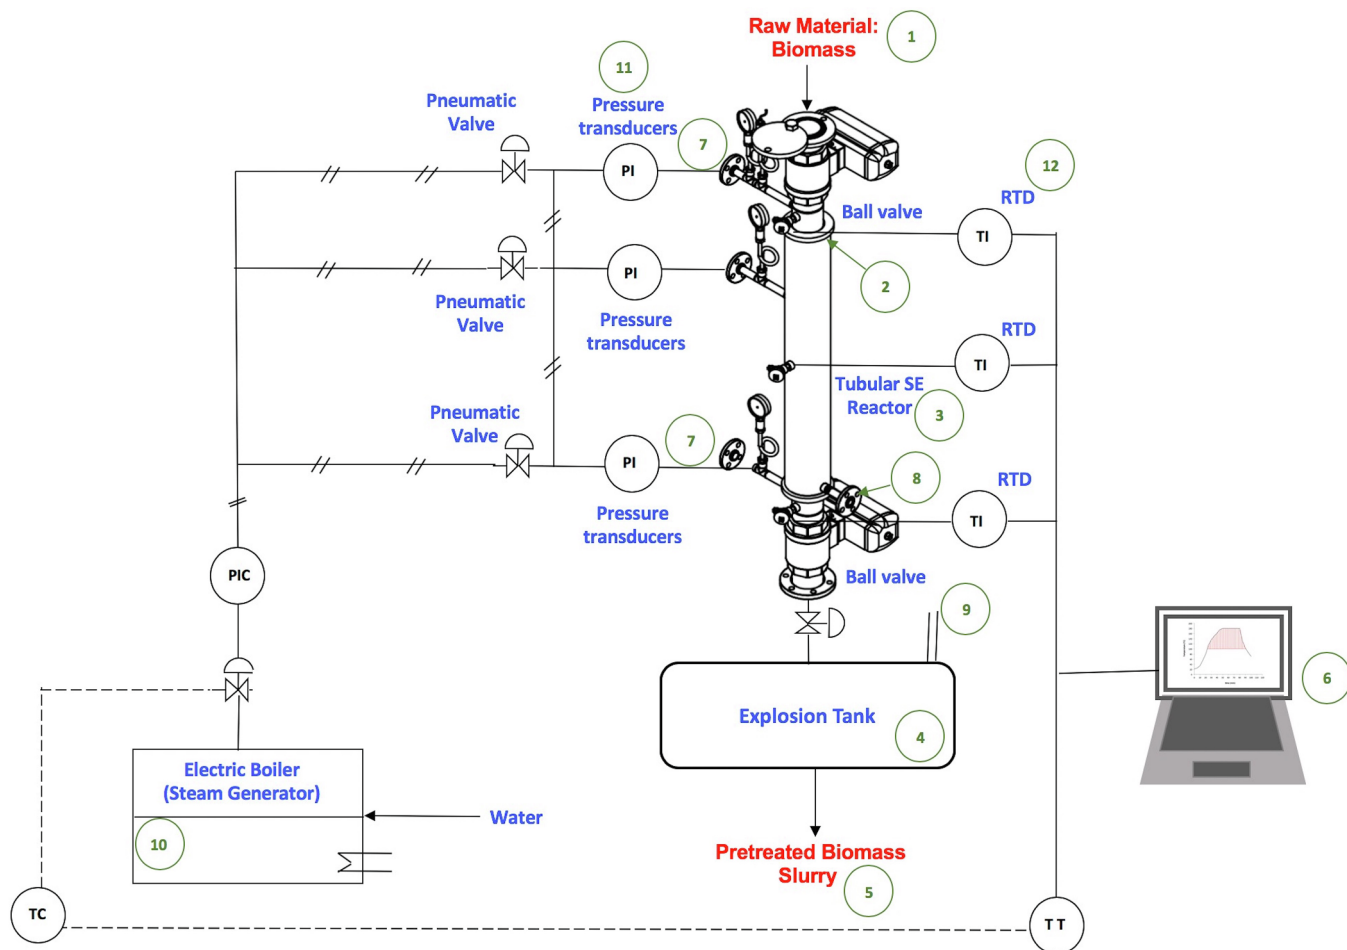 Raw Material:
Biomass
1
11
Pneumatic
Valve
Pressure
transducers
7
12
RTD
PI
Ball valve
TI
2
Pneumatic
Valve
PI
Pressure
transducers
RTD
TI
Tubular SE
Reactor
3
Pneumatic
Valve
7
PI
8
RTD
Pressure
transducers
TI
PIC
Ball valve
9
6
Explosion Tank
4
Electric Boiler
(Steam Generator)
Water
10
Pretreated Biomass
Slurry
5
TC
T T